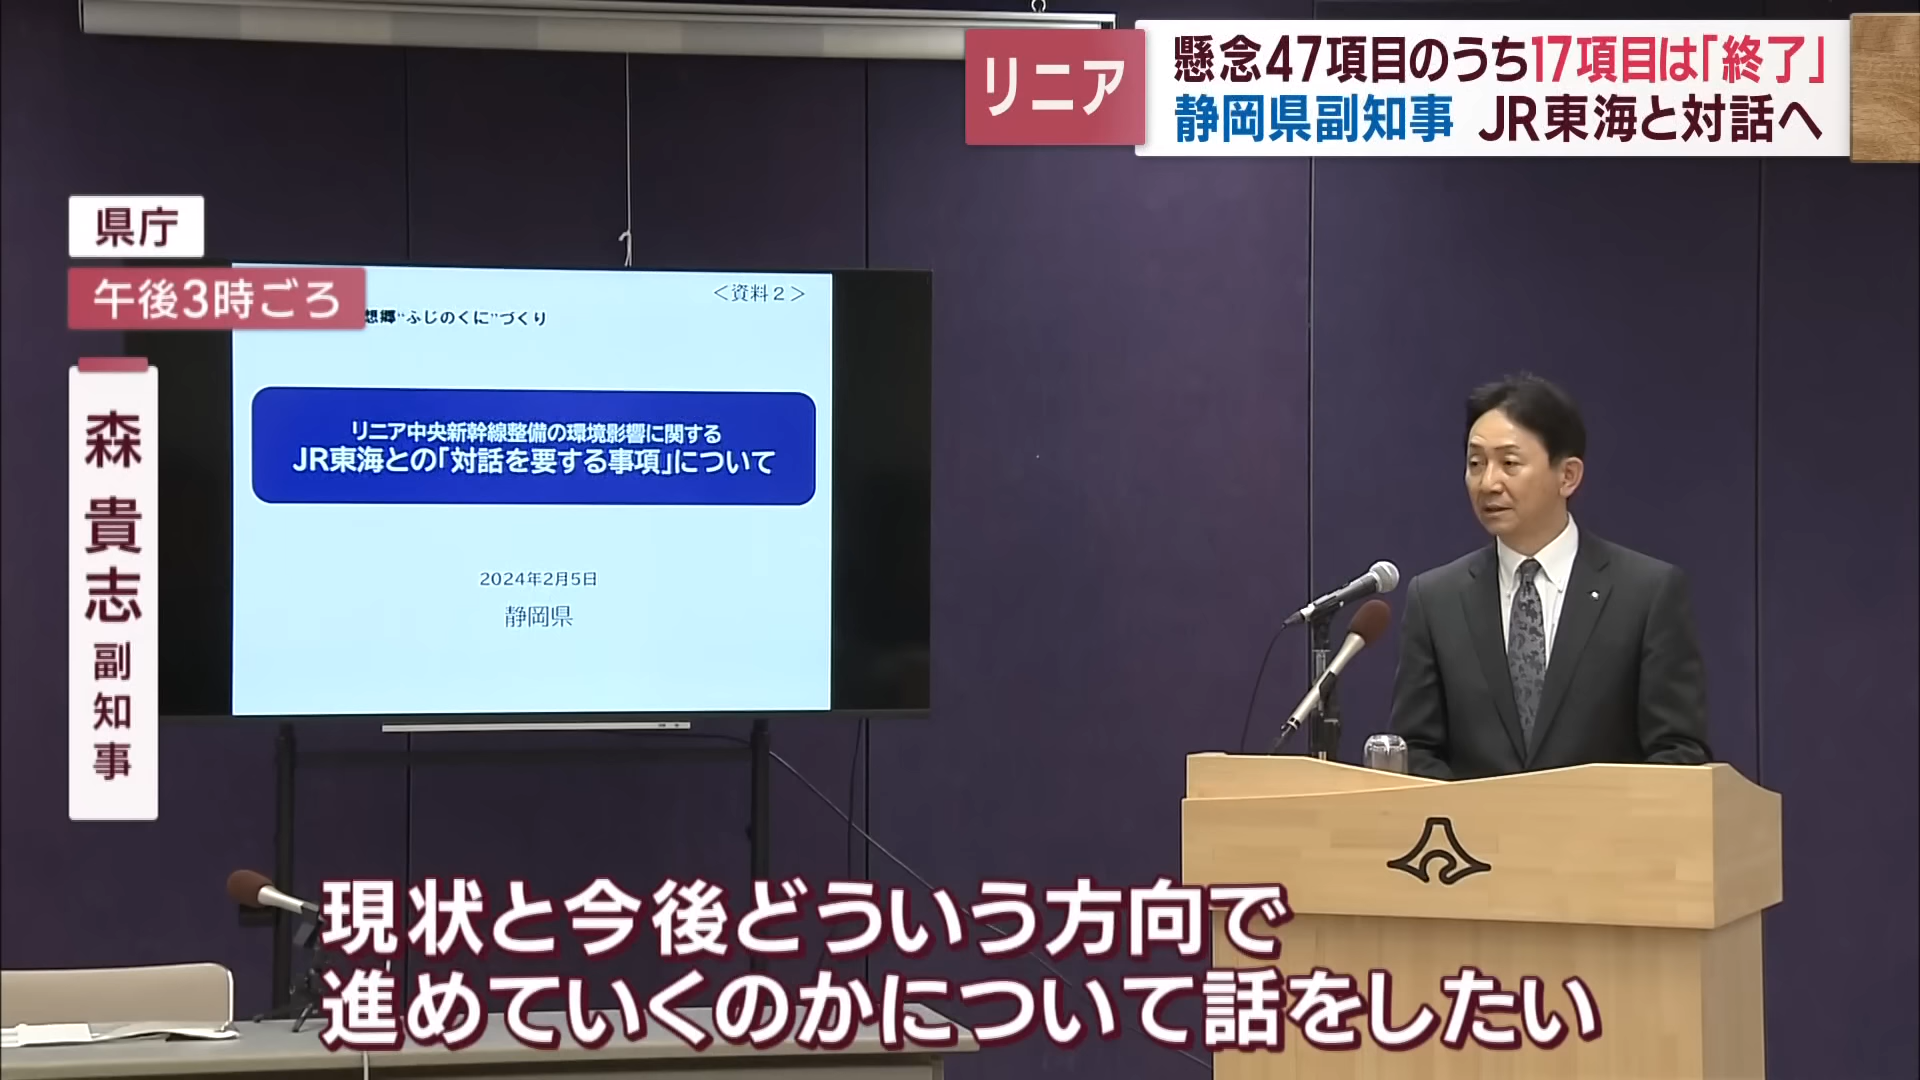 リニア
懸念47項目のうち17項目は「終了」
静岡県副知事 JR東海と対話へ
県庁
午後3時ごろ
森 貴志 副知事
<資料2>
想郷“ふじのくに”づくり
リニア中央新幹線整備の環境影響に関する
JR東海との「対話を要する事項」について
2024年2月5日
静岡県
現状と今後どういう方向で
進めていくのかについて話をしたい